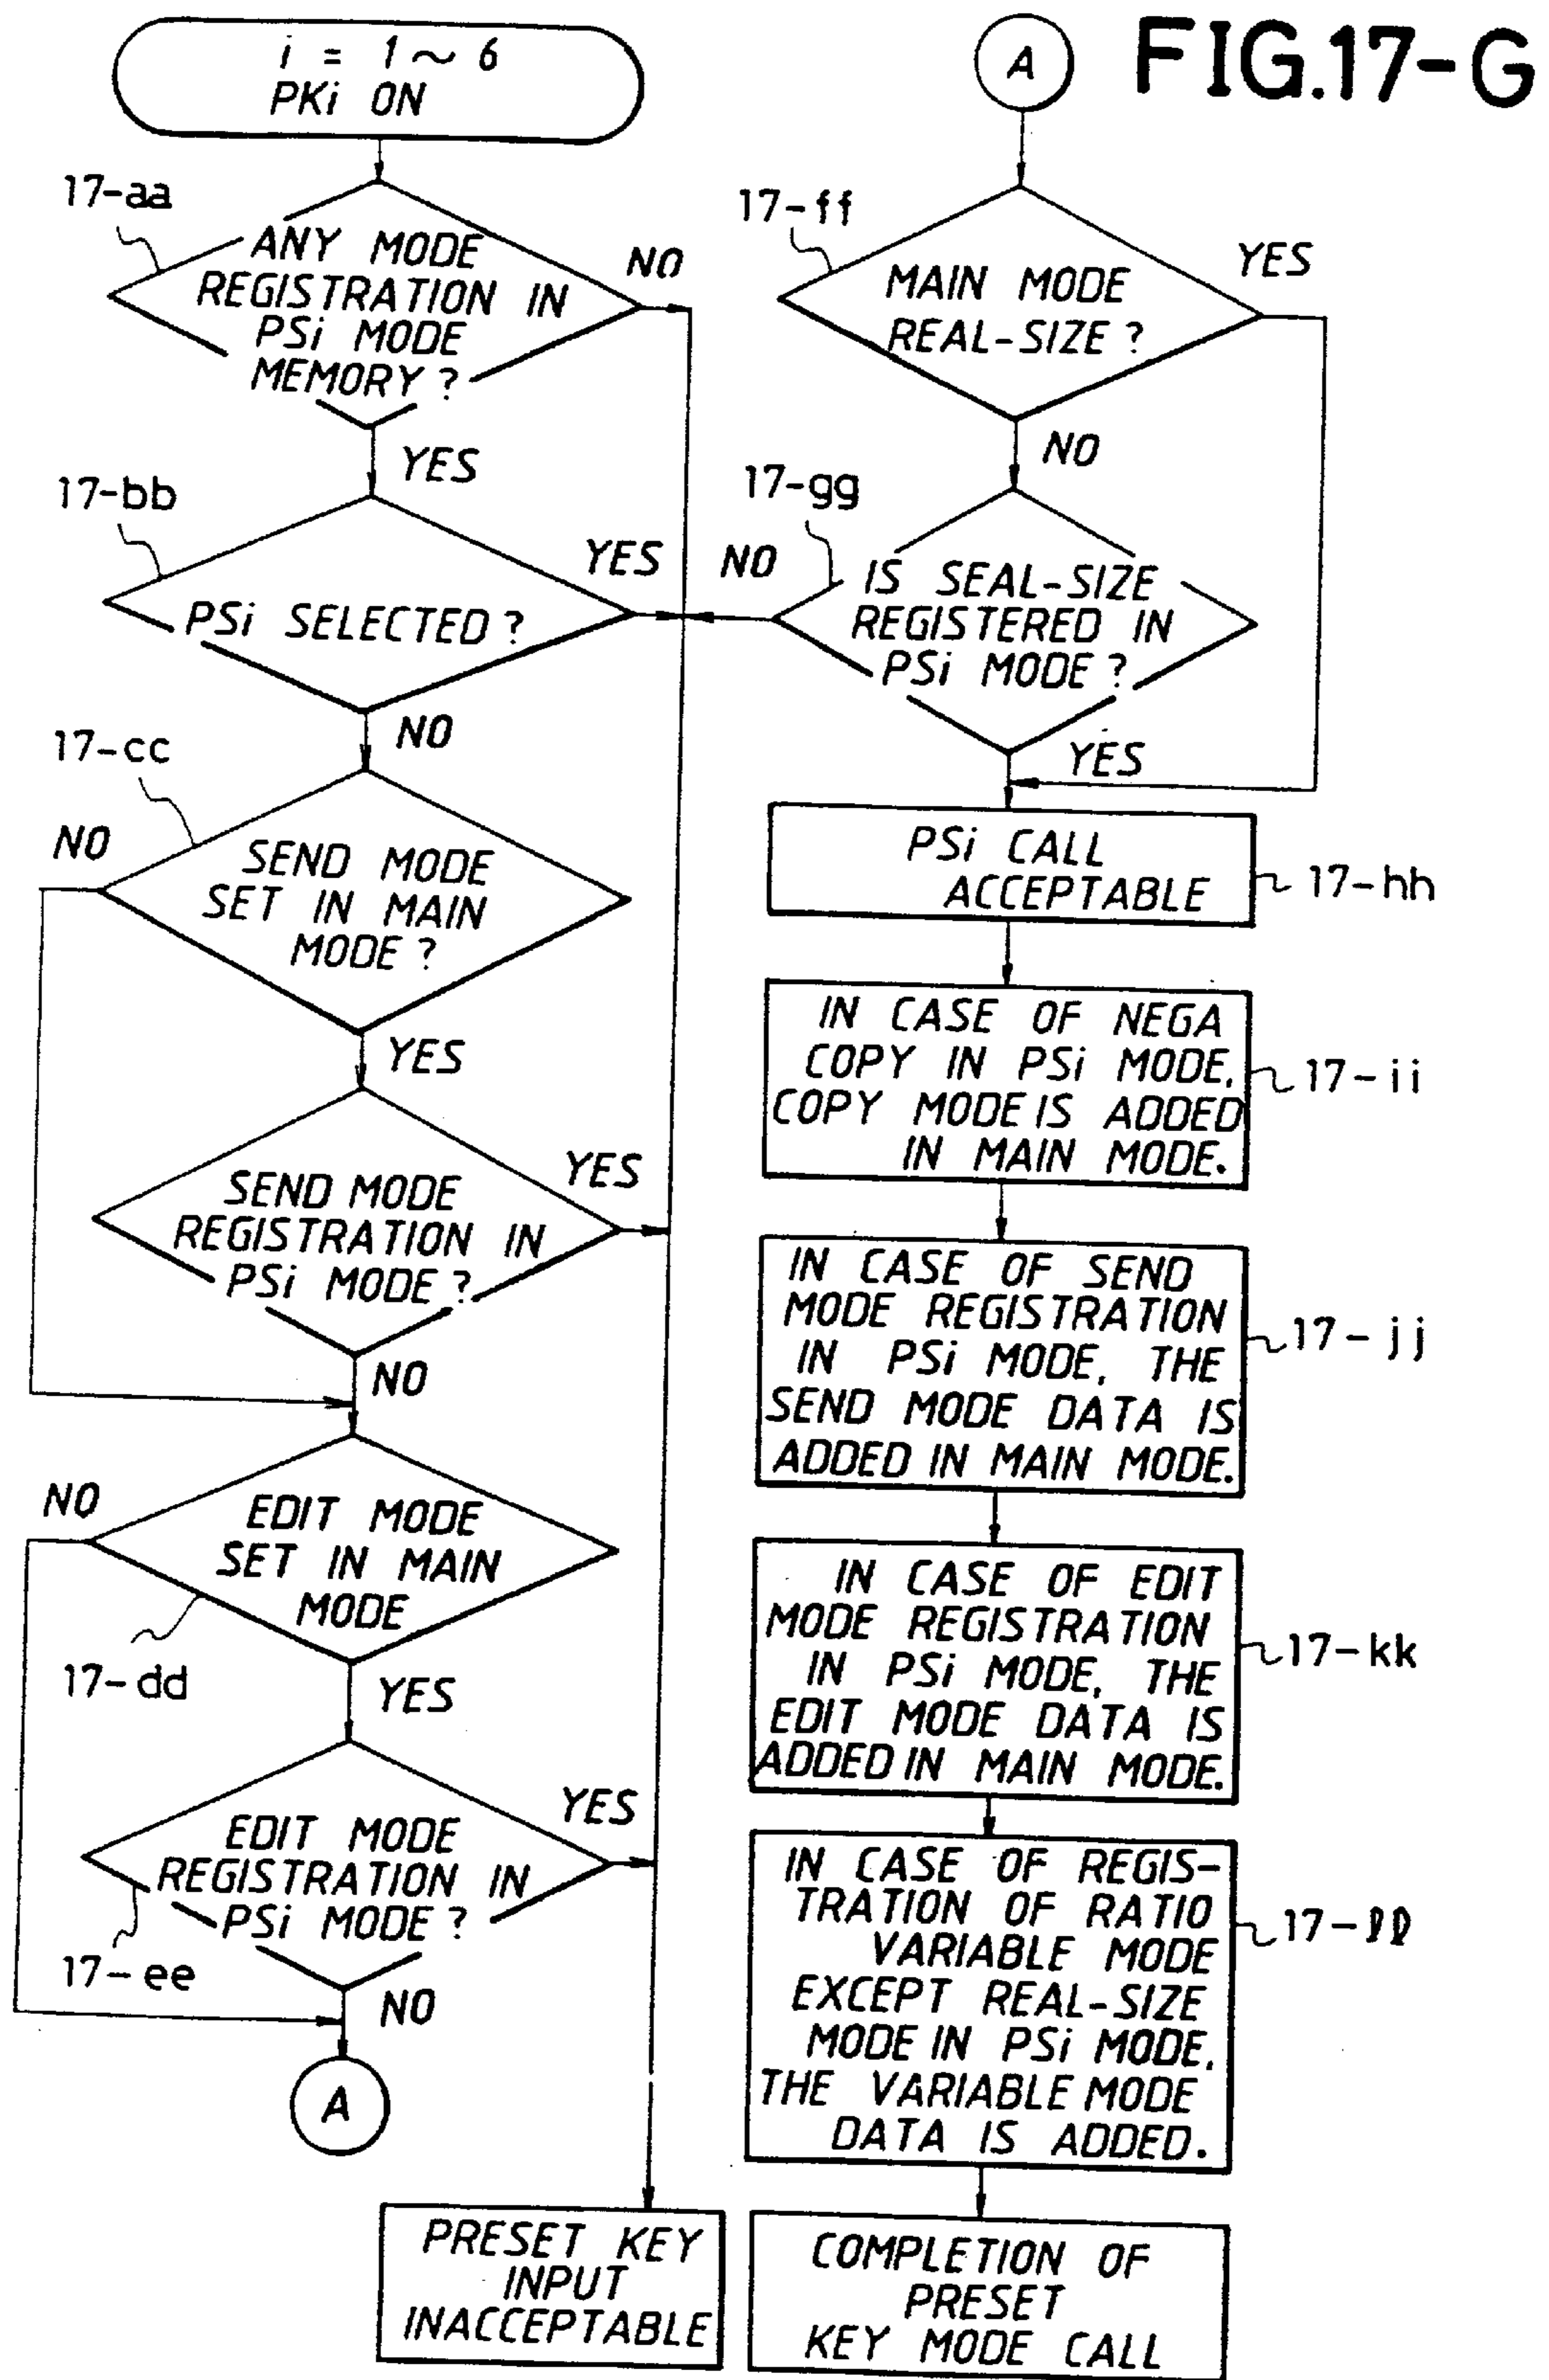 FIG.17-G
i = 1 ~ 6
PKi ON
17-aa
ANY MODE
REGISTRATION IN
PSi MODE
MEMORY ?
NO
YES
17-bb
PSi SELECTED ?
YES
NO
17-cc
NO
SEND MODE
SET IN MAIN
MODE ?
YES
SEND MODE
REGISTRATION IN
PSi MODE ?
YES
NO
NO
EDIT MODE
SET IN MAIN
MODE
17-dd
YES
EDIT MODE
REGISTRATION IN
PSi MODE ?
YES
17-ee
NO
A
PRESET KEY
INPUT
INACCEPTABLE
A
17-ff
MAIN MODE
REAL-SIZE ?
YES
NO
17-gg
NO
IS SEAL-SIZE
REGISTERED IN
PSi MODE ?
YES
PSi CALL
ACCEPTABLE
17-hh
IN CASE OF NEGA
COPY IN PSi MODE,
COPY MODE IS ADDED
IN MAIN MODE.
17-ii
IN CASE OF SEND
MODE REGISTRATION
IN PSi MODE, THE
SEND MODE DATA IS
ADDED IN MAIN MODE.
17-jj
IN CASE OF EDIT
MODE REGISTRATION
IN PSi MODE, THE
EDIT MODE DATA IS
ADDED IN MAIN MODE.
17-kk
IN CASE OF REGIS-
TRATION OF RATIO
VARIABLE MODE
EXCEPT REAL-SIZE
MODE IN PSi MODE,
THE VARIABLE MODE
DATA IS ADDED.
17-ll
COMPLETION OF
PRESET
KEY MODE CALL